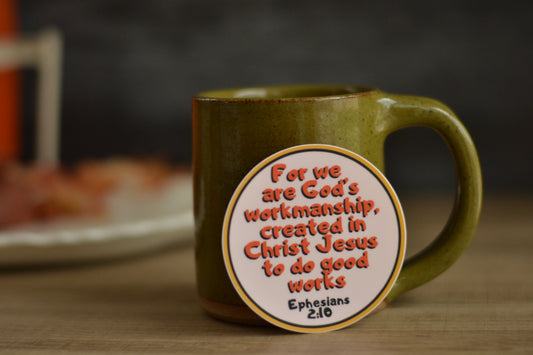 For we
are God's
workmanship,
created in
Christ Jesus
to do good
works
Ephesians
2:10